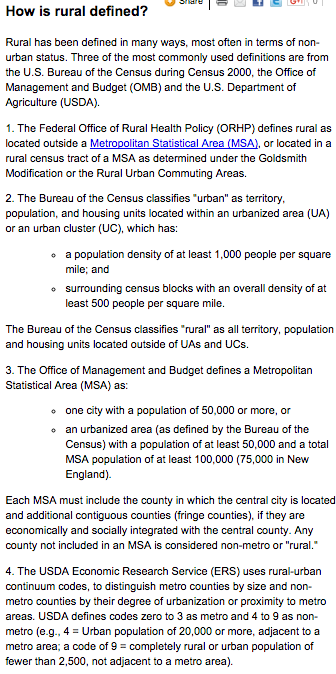 Share
How is rural defined?
Rural has been defined in many ways, most often in terms of non-
urban status. Three of the most commonly used definitions are from
the U.S. Bureau of the Census during Census 2000, the Office of
Management and Budget (OMB) and the U.S. Department of
Agriculture (USDA).
1. The Federal Office of Rural Health Policy (ORHP) defines rural as
located outside a Metropolitan Statistical Area (MSA), or located in a
rural census tract of a MSA as determined under the Goldsmith
Modification or the Rural Urban Commuting Areas.
2. The Bureau of the Census classifies "urban" as territory,
population, and housing units located within an urbanized area (UA)
or an urban cluster (UC), which has:
∘ a population density of at least 1,000 people per square
mile; and
∘ surrounding census blocks with an overall density of at
least 500 people per square mile.
The Bureau of the Census classifies "rural" as all territory, population
and housing units located outside of UAs and UCs.
3. The Office of Management and Budget defines a Metropolitan
Statistical Area (MSA) as:
∘ one city with a population of 50,000 or more, or
∘ an urbanized area (as defined by the Bureau of the
Census) with a population of at least 50,000 and a total
MSA population of at least 100,000 (75,000 in New
England).
Each MSA must include the county in which the central city is located
and additional contiguous counties (fringe counties), if they are
economically and socially integrated with the central county. Any
county not included in an MSA is considered non-metro or "rural."
4. The USDA Economic Research Service (ERS) uses rural-urban
continuum codes, to distinguish metro counties by size and non-
metro counties by their degree of urbanization or proximity to metro
areas. USDA defines codes zero to 3 as metro and 4 to 9 as non-
metro (e.g., 4 = Urban population of 20,000 or more, adjacent to a
metro area; a code of 9 = completely rural or urban population of
fewer than 2,500, not adjacent to a metro area).